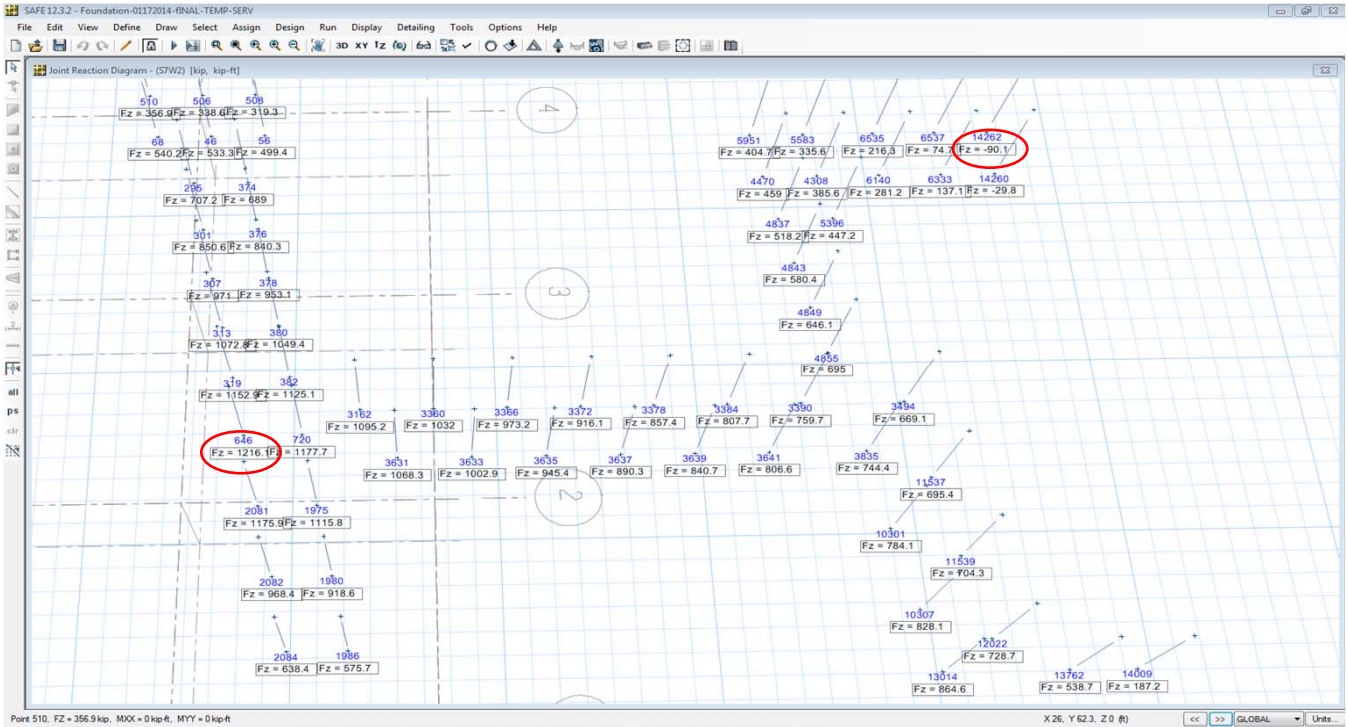 SAFE 12.3.2 - Foundation-01172014-fINAL-TEMP-SERV
File Edit View Define Draw Select Assign Design Run Display Detailing Tools Options Help
3D XY
Joint Reaction Diagram - (S7W2) [kip, kip-ft]
510 506 508
Fz = 356.9 Fz = 338.6 Fz = 319.3
4
68 46 56
Fz = 540.2 Fz = 533.3 Fz = 499.4
5951 5583 6535 6537 14262
Fz = 404.7 Fz = 335.6 Fz = 216.3 Fz = 74.7 Fz = -90.1
295 374
Fz = 707.2 Fz = 689
4470 4308 6140 6333 14260
Fz = 459 Fz = 385.6 Fz = 281.2 Fz = 137.1 Fz = -29.8
301 376
Fz = 850.6 Fz = 840.3
4837 5396
Fz = 518.2 Fz = 447.2
4843
Fz = 580.4
307 378
Fz = 971 Fz = 953.1
3
4849
Fz = 646.1
313 380
Fz = 1072.8 Fz = 1049.4
4855
Fz = 695
319 382
Fz = 1152.9 Fz = 1125.1
3162 3360 3366 3372 3378 3384 3390 3494
Fz = 1095.2 Fz = 1032 Fz = 973.2 Fz = 916.1 Fz = 857.4 Fz = 807.7 Fz = 759.7 Fz = 669.1
646 720
Fz = 1216.1 Fz = 1177.7
3631 3633 3635 3637 3639 3641 3835
Fz = 1068.3 Fz = 1002.9 Fz = 945.4 Fz = 890.3 Fz = 840.7 Fz = 806.6 Fz = 744.4
11537
Fz = 695.4
2
2081 1975
Fz = 1175.9 Fz = 1115.8
10301
Fz = 784.1
11539
Fz = 704.3
2082 1980
Fz = 968.4 Fz = 918.6
10307
Fz = 828.1
12022
Fz = 728.7
2084 1986
Fz = 638.4 Fz = 575.7
13014 13762 14009
Fz = 864.6 Fz = 538.7 Fz = 187.2
all
ps
clr
Point 510, FZ = 356.9 kip, MXX = 0 kip-ft, MYY = 0 kip-ft
X 26, Y 62.3, Z 0 (ft)
<< >> GLOBAL Units...